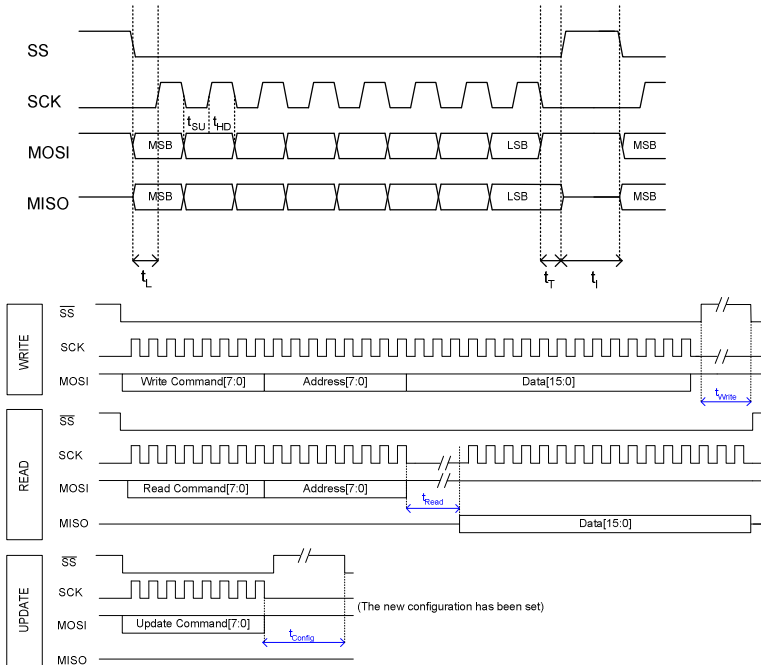 SS
SCK
tSU tHD
MOSI MSB LSB MSB
MISO MSB LSB MSB
tL tT tI
WRITE
SS
SCK
MOSI Write Command[7:0] Address[7:0] Data[15:0]
tWrite
READ
SS
SCK
MOSI Read Command[7:0] Address[7:0]
tRead
MISO Data[15:0]
UPDATE
SS
SCK
(The new configuration has been set)
MOSI Update Command[7:0]
tConfig
MISO